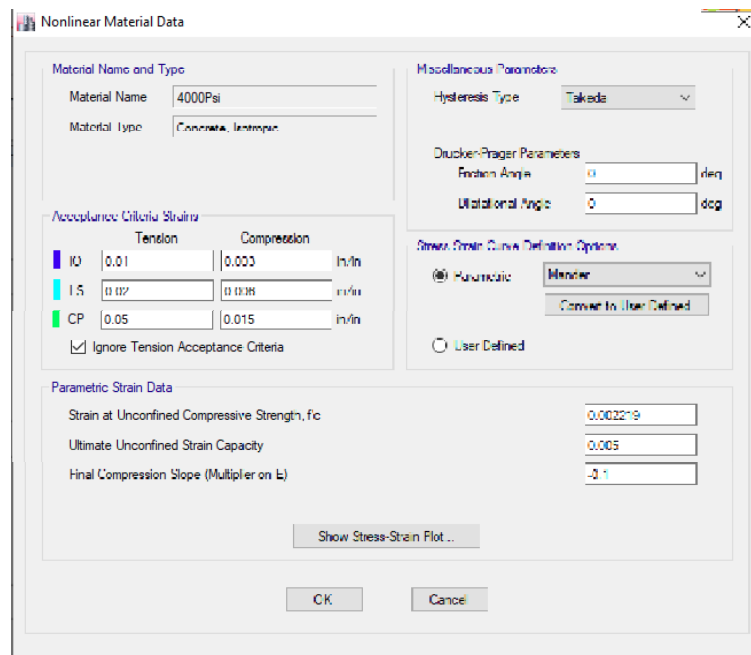 Nonlinear Material Data
Material Name and Type
Material Name 4000Psi
Material Type Concrete, Isotropic
Miscellaneous Parameters
Hysteresis Type Takeda
Drucker-Prager Parameters
Friction Angle 0 deg
Dilatational Angle 0 deg
Acceptance Criteria Strains
Tension Compression
IO 0.01 0.003 in/in
LS 0.02 0.006 in/in
CP 0.05 0.015 in/in
Ignore Tension Acceptance Criteria
Stress Strain Curve Definition Options
Parametric Mander
Convert to User Defined
User Defined
Parametric Strain Data
Strain at Unconfined Compressive Strength, f'c 0.002219
Ultimate Unconfined Strain Capacity 0.005
Final Compression Slope (Multiplier on E) -0.1
Show Stress-Strain Plot...
OK Cancel